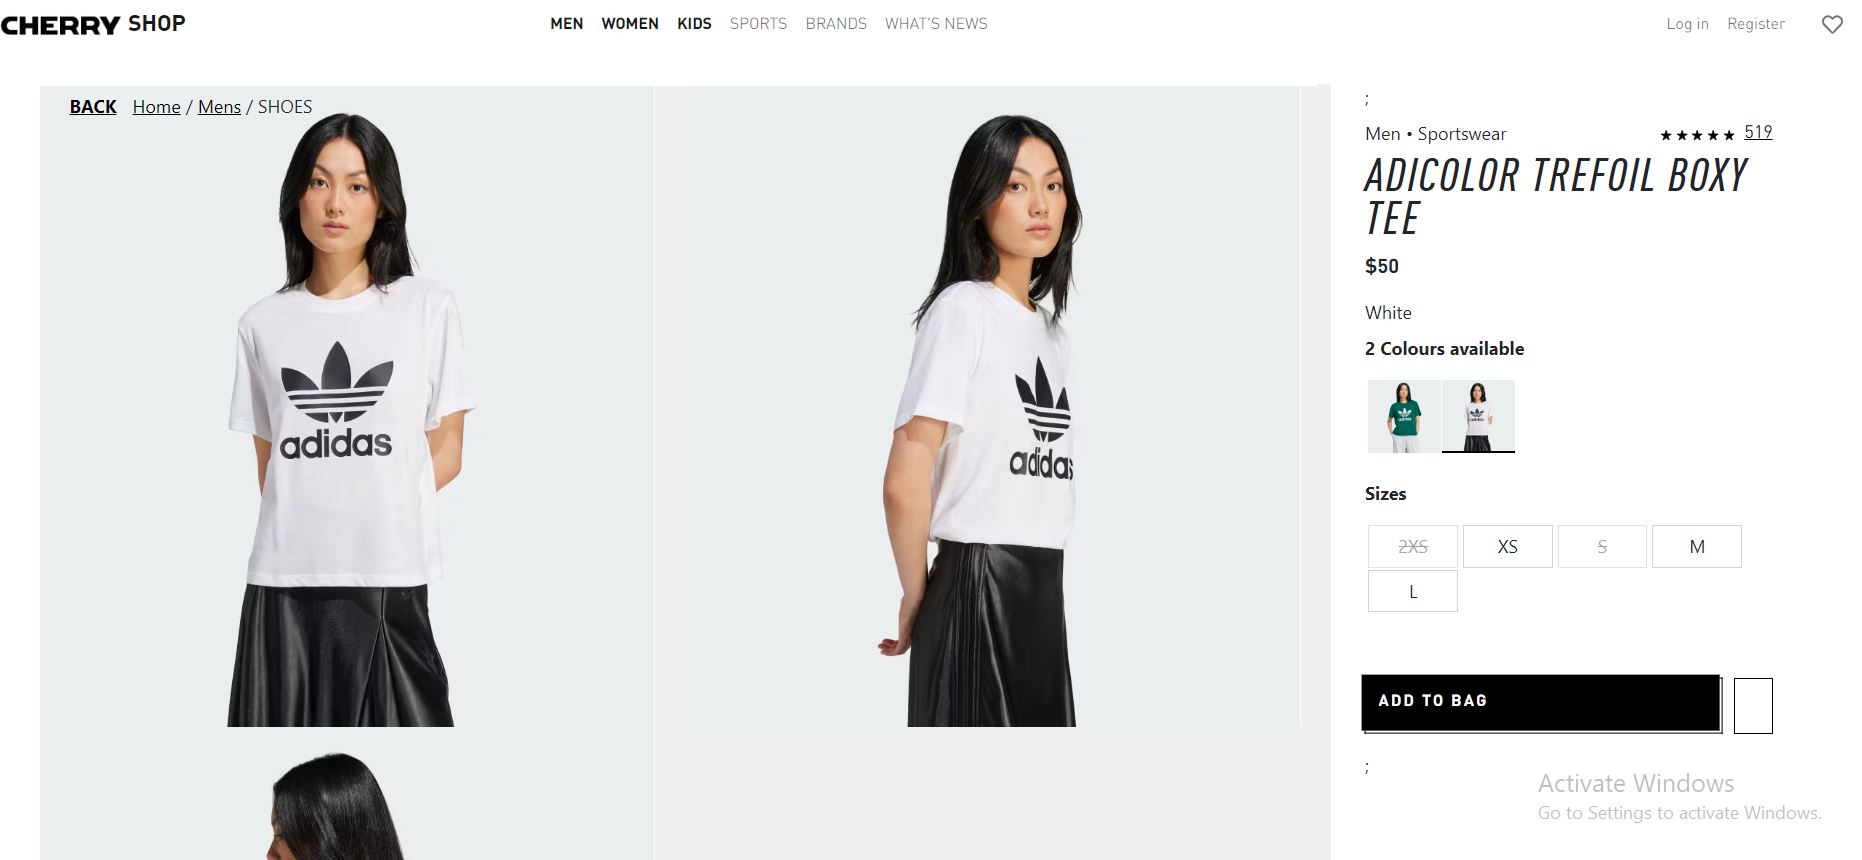 CHERRY SHOP
MEN WOMEN KIDS SPORTS BRANDS WHAT'S NEWS
Log in Register
BACK Home / Mens / SHOES
adidas
adidas
;
Men • Sportswear
★★★★★ 519
ADICOLOR TREFOIL BOXY
TEE
$50
White
2 Colours available
Sizes
2XS XS S M
L
ADD TO BAG
;
Activate Windows
Go to Settings to activate Windows.